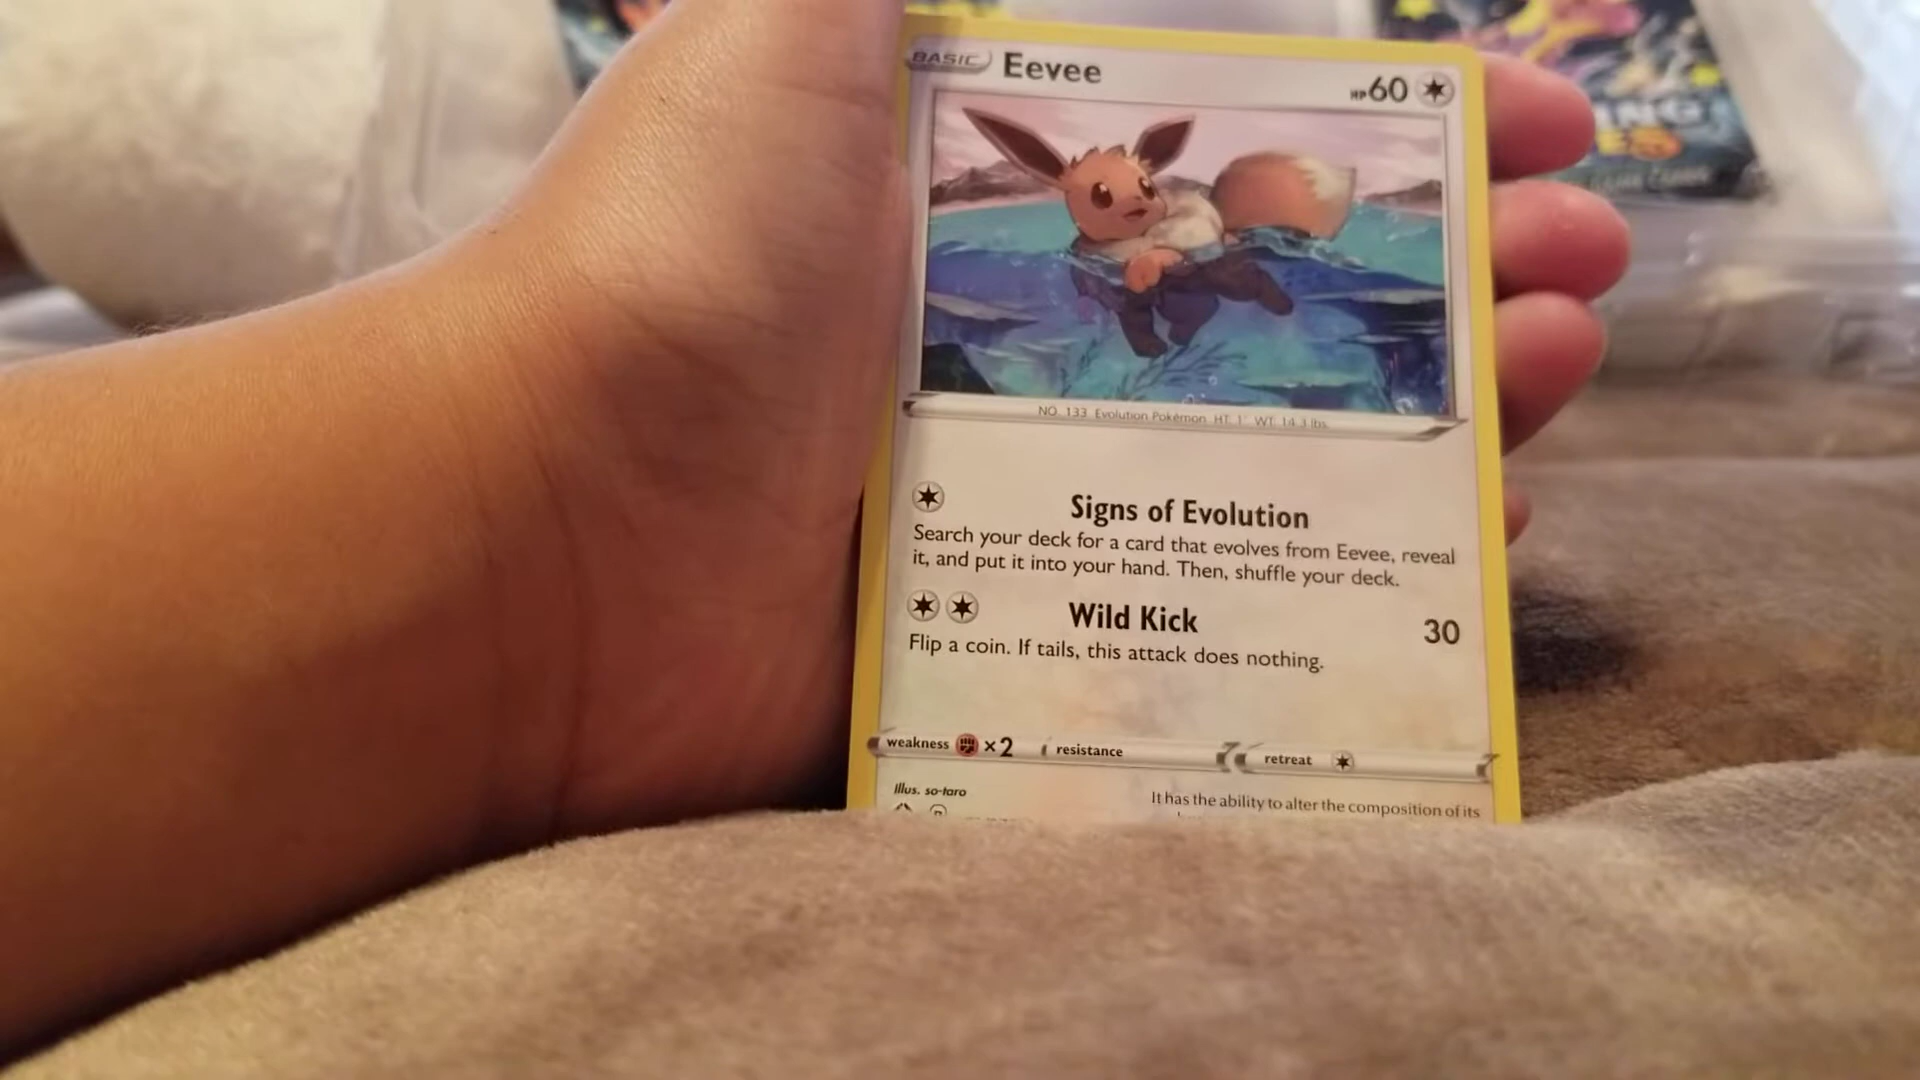 BASIC Eevee HP 60
NO. 133 Evolution Pokémon HT: 1' WT: 14.3 lbs.
Signs of Evolution
Search your deck for a card that evolves from Eevee, reveal
it, and put it into your hand. Then, shuffle your deck.
Wild Kick 30
Flip a coin. If tails, this attack does nothing.
weakness ×2 resistance retreat
Illus. so-taro
It has the ability to alter the composition of its